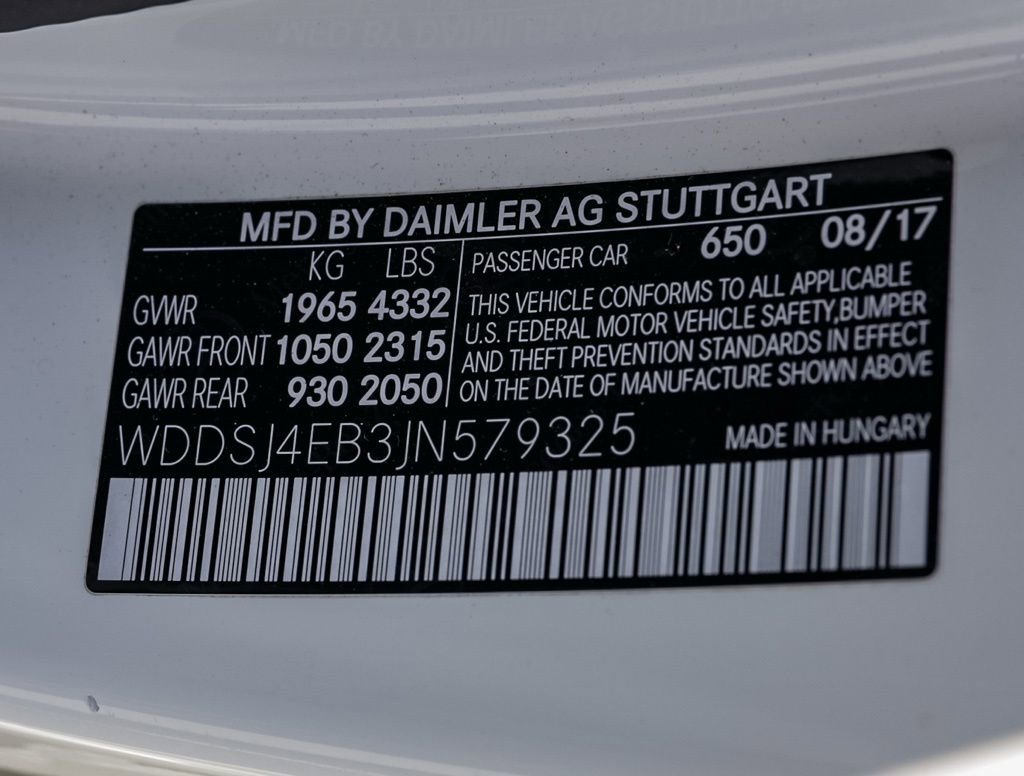 MFD BY DAIMLER AG STUTTGART
KG LBS
GVWR 1965 4332
GAWR FRONT 1050 2315
GAWR REAR 930 2050
PASSENGER CAR 650 08/17
THIS VEHICLE CONFORMS TO ALL APPLICABLE
U.S. FEDERAL MOTOR VEHICLE SAFETY,BUMPER
AND THEFT PREVENTION STANDARDS IN EFFECT
ON THE DATE OF MANUFACTURE SHOWN ABOVE
WDDSJ4EB3JN579325 MADE IN HUNGARY